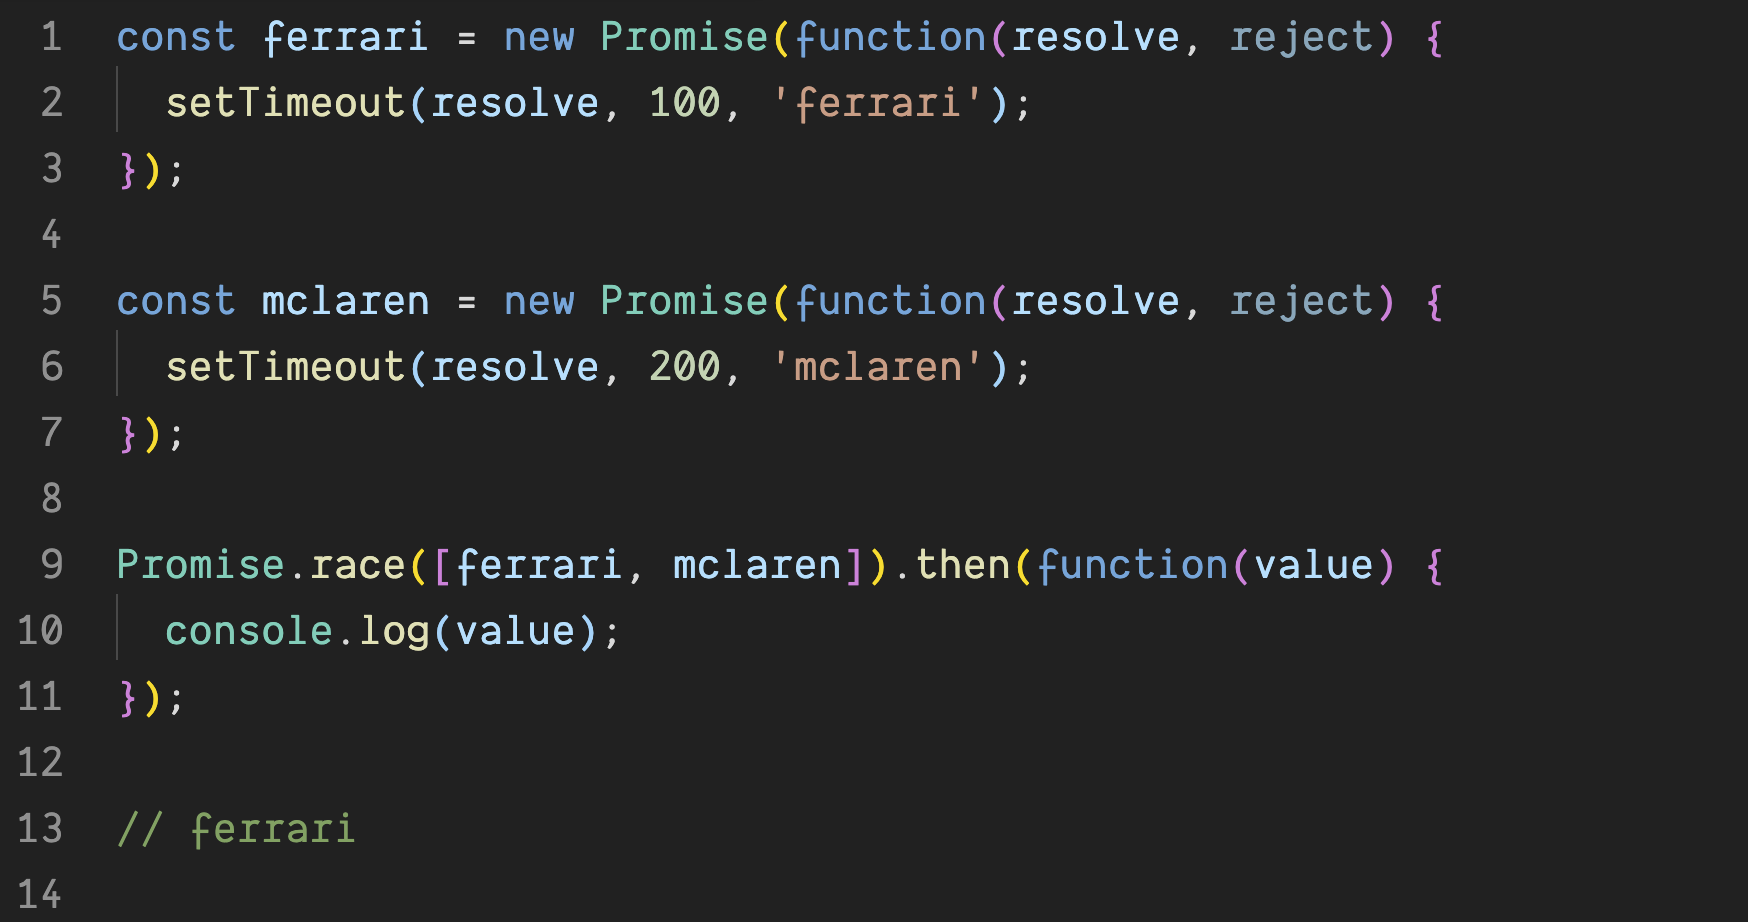 1 const ferrari = new Promise(function(resolve, reject) {
2   setTimeout(resolve, 100, 'ferrari');
3 });
4
5 const mclaren = new Promise(function(resolve, reject) {
6   setTimeout(resolve, 200, 'mclaren');
7 });
8
9 Promise.race([ferrari, mclaren]).then(function(value) {
10   console.log(value);
11 });
12
13 // ferrari
14